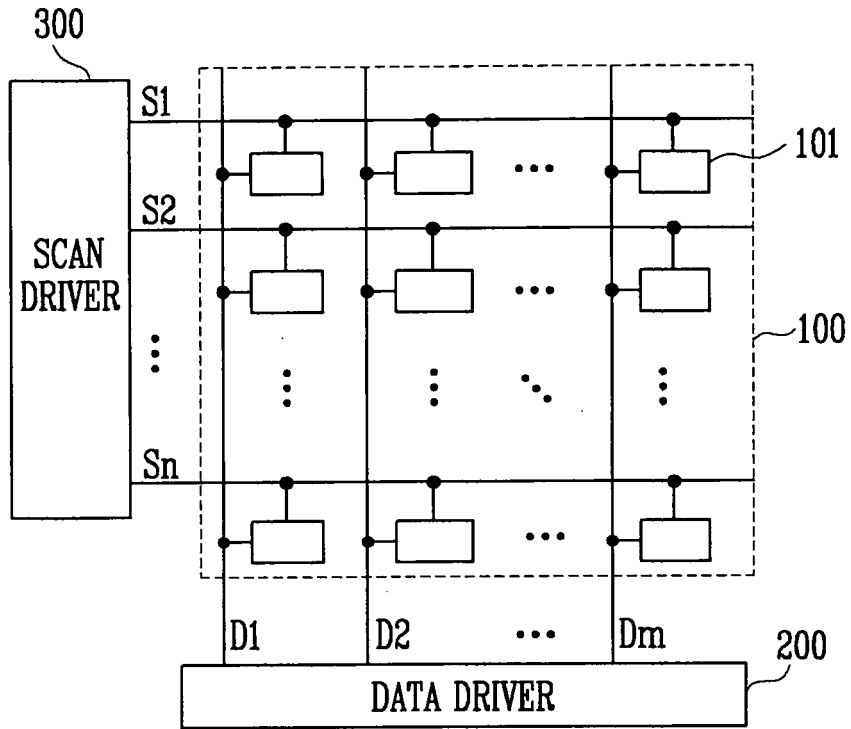 300
S1
101
S2
SCAN
DRIVER
100
Sn
D1 D2 Dm
200
DATA DRIVER